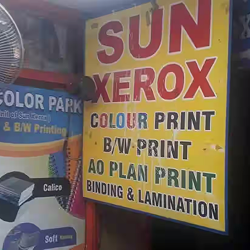 SUN
XEROX
COLOUR PRINT
B/W PRINT
AO PLAN PRINT
BINDING & LAMINATION
COLOR PARK
& B/W Printing
Calico
Soft